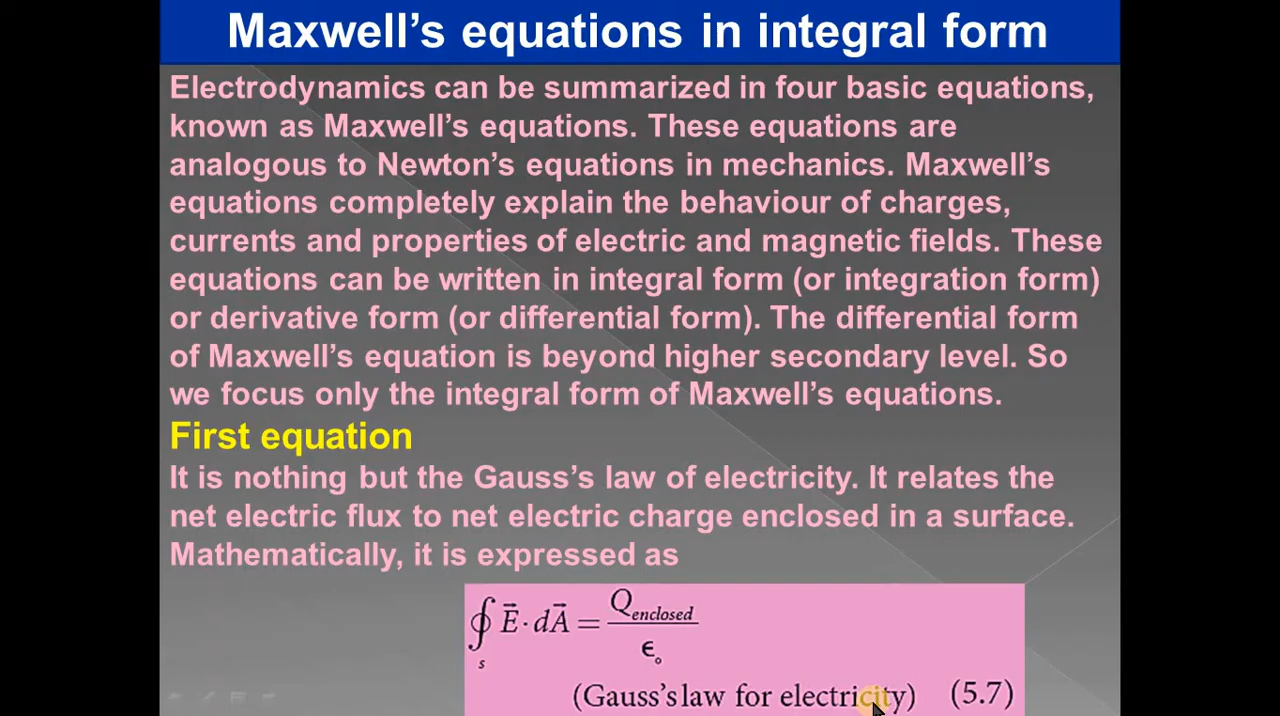 Maxwell's equations in integral form
Electrodynamics can be summarized in four basic equations,
known as Maxwell's equations. These equations are
analogous to Newton's equations in mechanics. Maxwell's
equations completely explain the behaviour of charges,
currents and properties of electric and magnetic fields. These
equations can be written in integral form (or integration form)
or derivative form (or differential form). The differential form
of Maxwell's equation is beyond higher secondary level. So
we focus only the integral form of Maxwell's equations.
First equation
It is nothing but the Gauss's law of electricity. It relates the
net electric flux to net electric charge enclosed in a surface.
Mathematically, it is expressed as
∮ₛ E⃗ · dA⃗ = Q_enclosed / ϵ₀
(Gauss's law for electricity) (5.7)